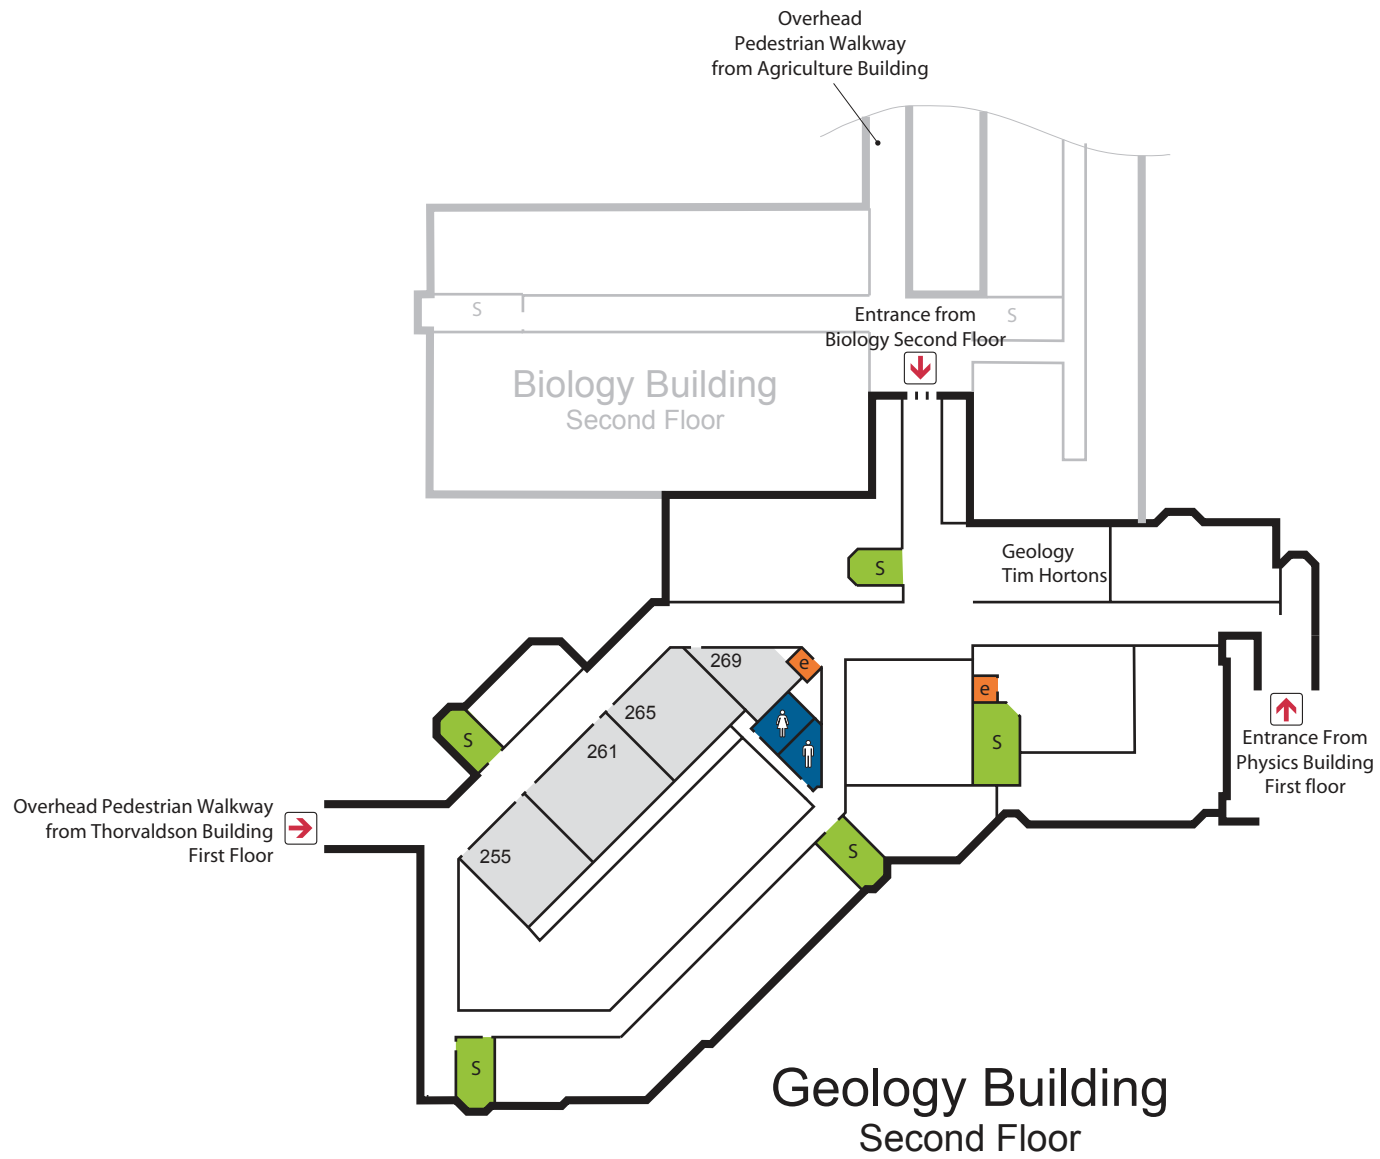 Overhead
Pedestrian Walkway
from Agriculture Building
S
Entrance from
Biology Second Floor
S
Biology Building
Second Floor
Geology
Tim Hortons
S
269
e
265
e
S
261
S
Entrance From
Physics Building
First floor
Overhead Pedestrian Walkway
from Thorvaldson Building
First Floor
255
S
S
Geology Building
Second Floor